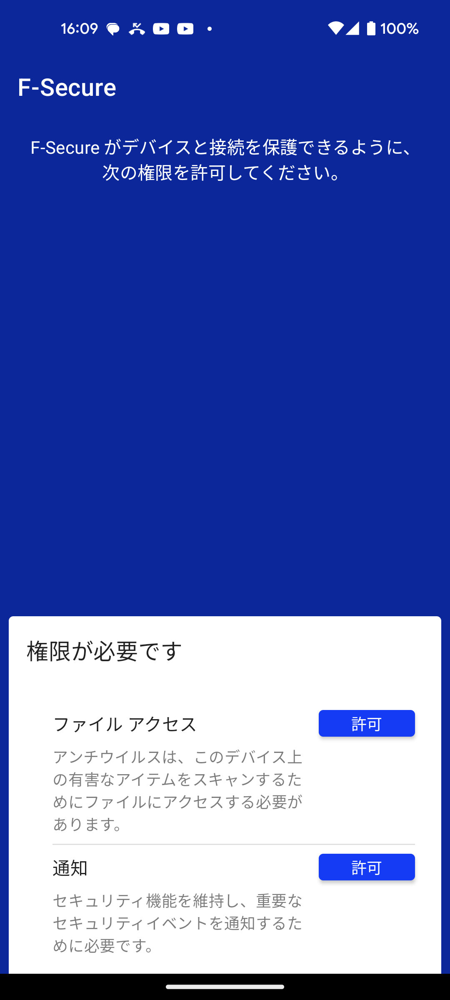 16:09
100%
F-Secure
F-Secure がデバイスと接続を保護できるように、
次の権限を許可してください。
権限が必要です
ファイル アクセス
許可
アンチウイルスは、このデバイス上
の有害なアイテムをスキャンするた
めにファイルにアクセスする必要が
あります。
通知
許可
セキュリティ機能を維持し、重要な
セキュリティイベントを通知するた
めに必要です。